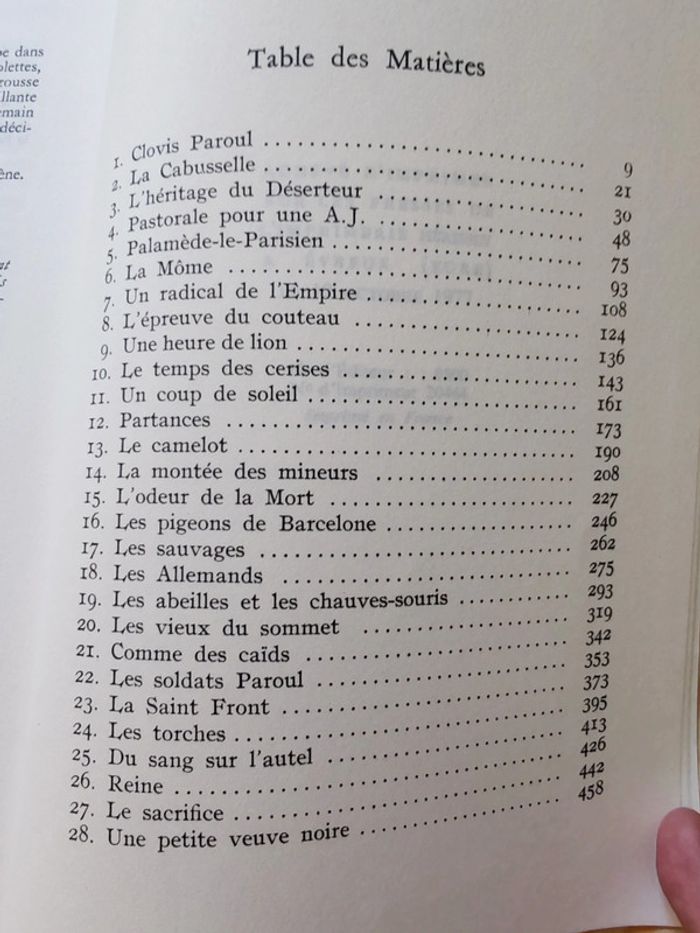 dans
olettes,
rousse
llante
emain
déci-
ène.
Table des Matières
1. Clovis Paroul ........ 9
2. La Cabusselle ........ 21
3. L'héritage du Déserteur ........ 30
4. Pastorale pour une A.J. ........ 48
5. Palamède-le-Parisien ........ 75
6. La Môme ........ 93
7. Un radical de l'Empire ........ 108
8. L'épreuve du couteau ........ 124
9. Une heure de lion ........ 136
10. Le temps des cerises ........ 143
11. Un coup de soleil ........ 161
12. Partances ........ 173
13. Le camelot ........ 190
14. La montée des mineurs ........ 208
15. L'odeur de la Mort ........ 227
16. Les pigeons de Barcelone ........ 246
17. Les sauvages ........ 262
18. Les Allemands ........ 275
19. Les abeilles et les chauves-souris ........ 293
20. Les vieux du sommet ........ 319
21. Comme des caïds ........ 342
22. Les soldats Paroul ........ 353
23. La Saint Front ........ 373
24. Les torches ........ 395
25. Du sang sur l'autel ........ 413
26. Reine ........ 426
27. Le sacrifice ........ 442
28. Une petite veuve noire ........ 458